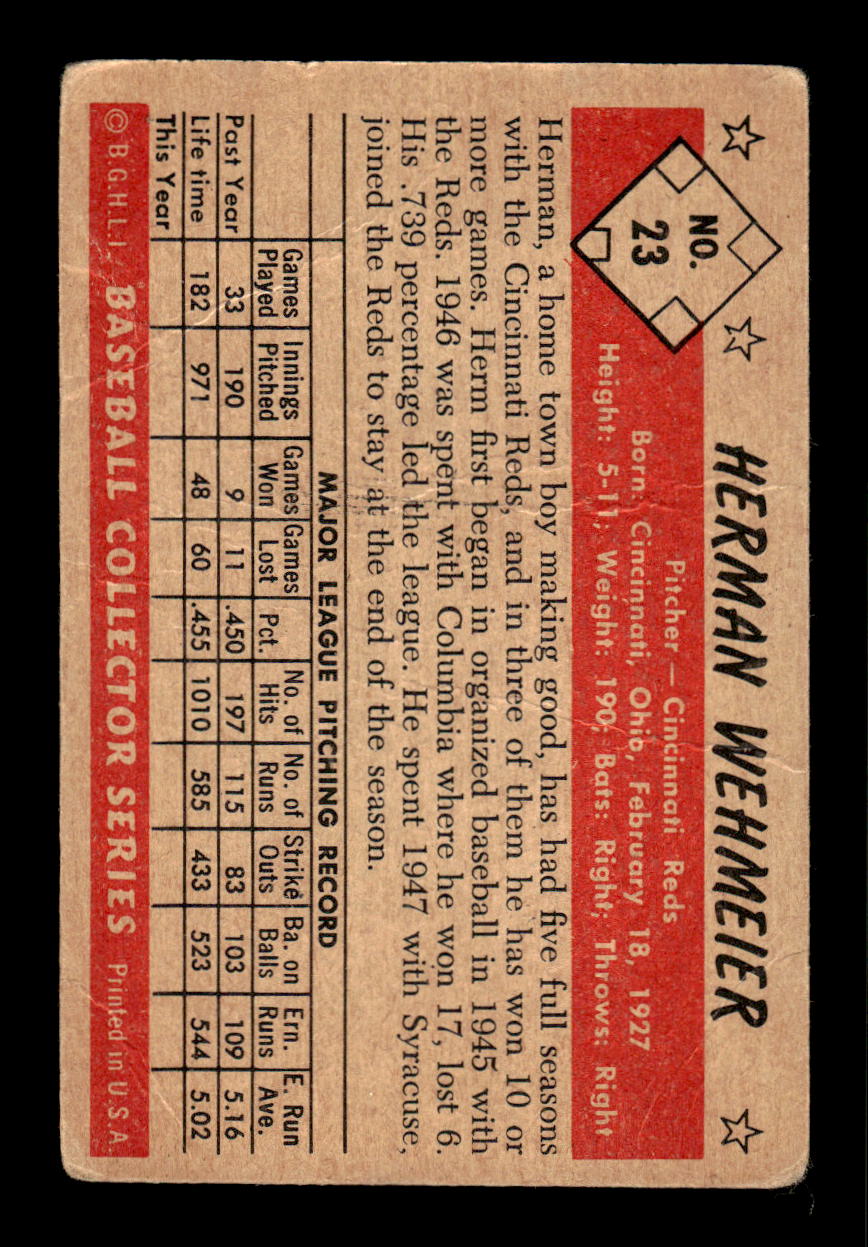 HERMAN WEHMEIER
NO.
23
Pitcher — Cincinnati Reds
Born: Cincinnati, Ohio, February 18, 1927
Height: 5-11; Weight: 190; Bats: Right; Throws: Right
Herman, a home town boy making good, has had five full seasons
with the Cincinnati Reds, and in three of them he has won 10 or
more games. Herm first began in organized baseball in 1945 with
the Reds. 1946 was spent with Columbia where he won 17, lost 6.
His .739 percentage led the league. He spent 1947 with Syracuse,
joined the Reds to stay at the end of the season.
MAJOR LEAGUE PITCHING RECORD
Games Innings Games Games No. of No. of Strike Ba. on Ern. E. Run
Played Pitched Won Lost Pct. Hits Runs Outs Balls Runs Ave.
Past Year 33 190 9 11 .450 197 115 83 103 109 5.16
Life time 182 971 48 60 .455 1010 585 433 523 544 5.02
This Year
© B.G.H.L.I. BASEBALL COLLECTOR SERIES Printed in U.S.A.